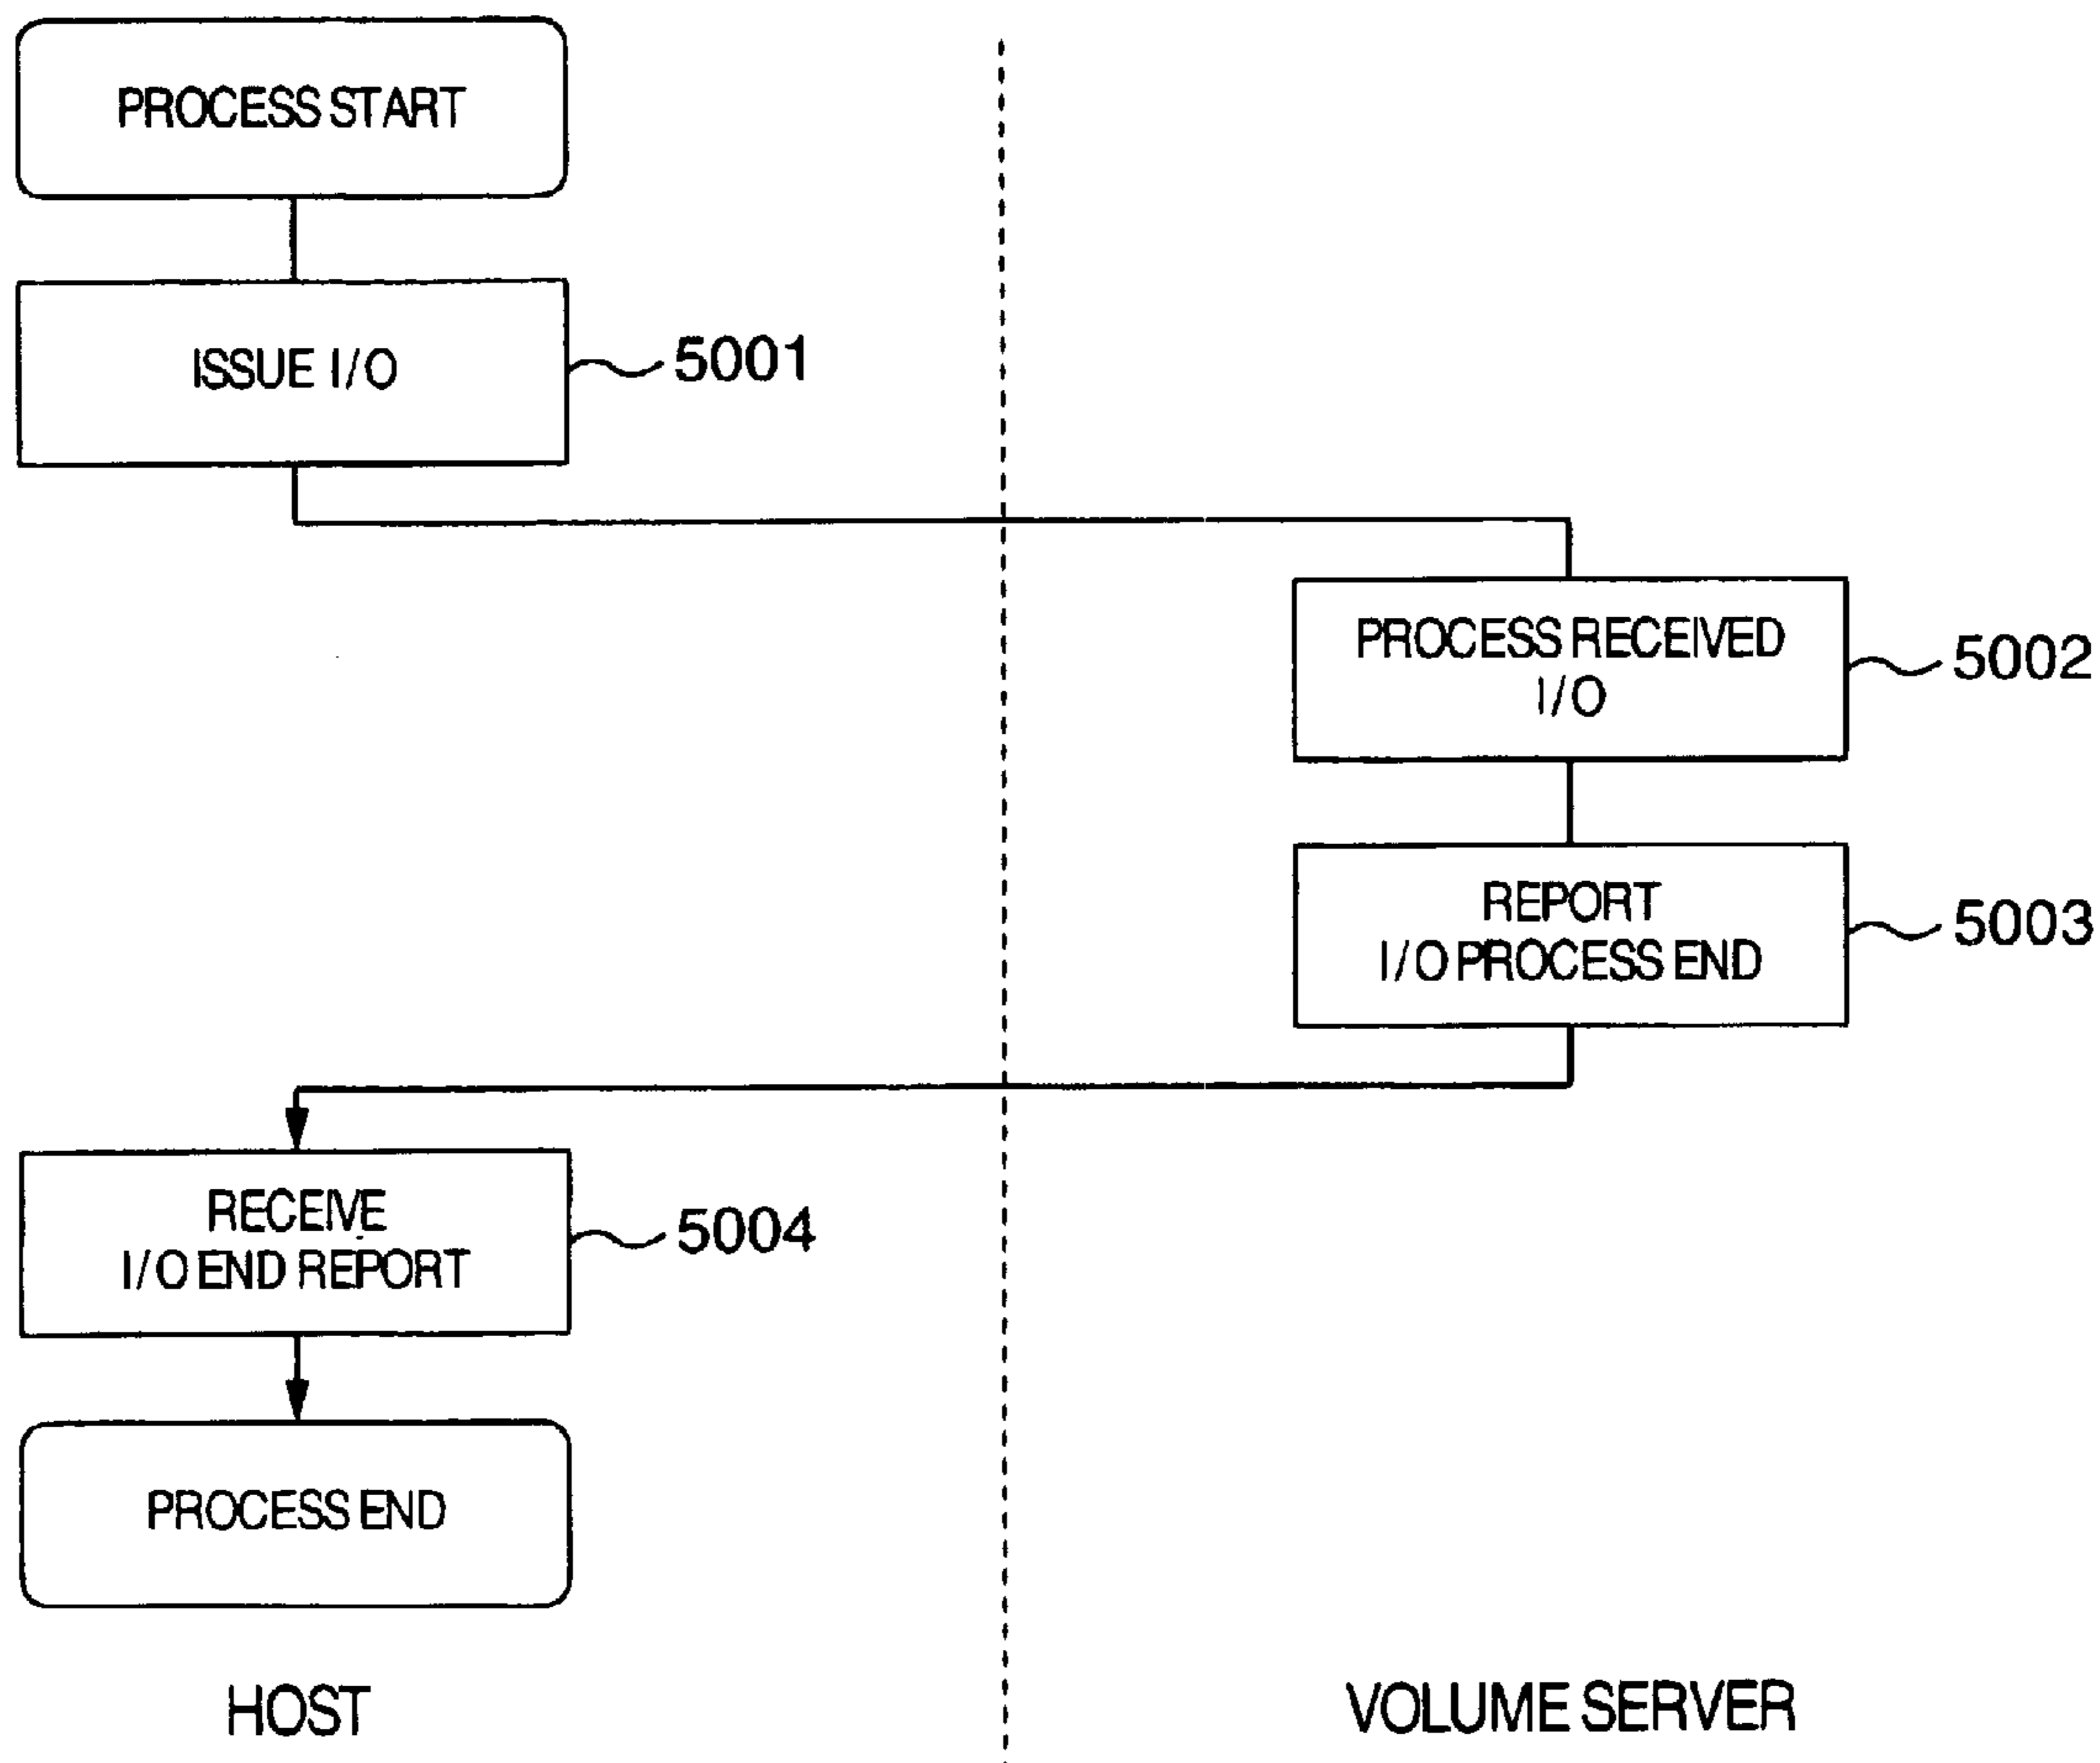 PROCESS START
ISSUE I/O
5001
PROCESS RECEIVED
I/O
5002
REPORT
I/O PROCESS END
5003
RECEIVE
I/O END REPORT
5004
PROCESS END
HOST
VOLUME SERVER